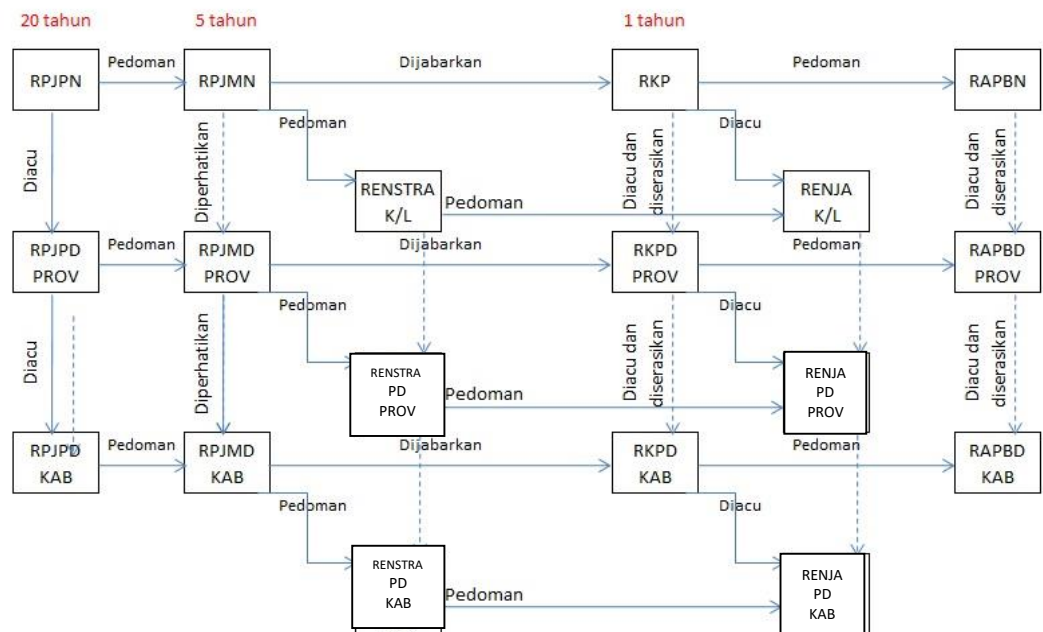 20 tahun
5 tahun
1 tahun
RPJPN
Pedoman
RPJMN
Dijabarkan
RKP
Pedoman
RAPBN
Diacu
Diperhatikan
Pedoman
Diacu dan
diserasikan
Diacu
Diacu dan
diserasikan
RENSTRA
K/L
Pedoman
RENJA
K/L
RPJPD
PROV
Pedoman
RPJMD
PROV
Dijabarkan
RKPD
PROV
Pedoman
RAPBD
PROV
Diacu
Diperhatikan
Pedoman
Diacu dan
diserasikan
Diacu
Diacu dan
diserasikan
RENSTRA
PD
PROV
Pedoman
RENJA
PD
PROV
RPJPD
KAB
Pedoman
RPJMD
KAB
Dijabarkan
RKPD
KAB
Pedoman
RAPBD
KAB
Pedoman
Diacu
RENSTRA
PD
KAB
Pedoman
RENJA
PD
KAB